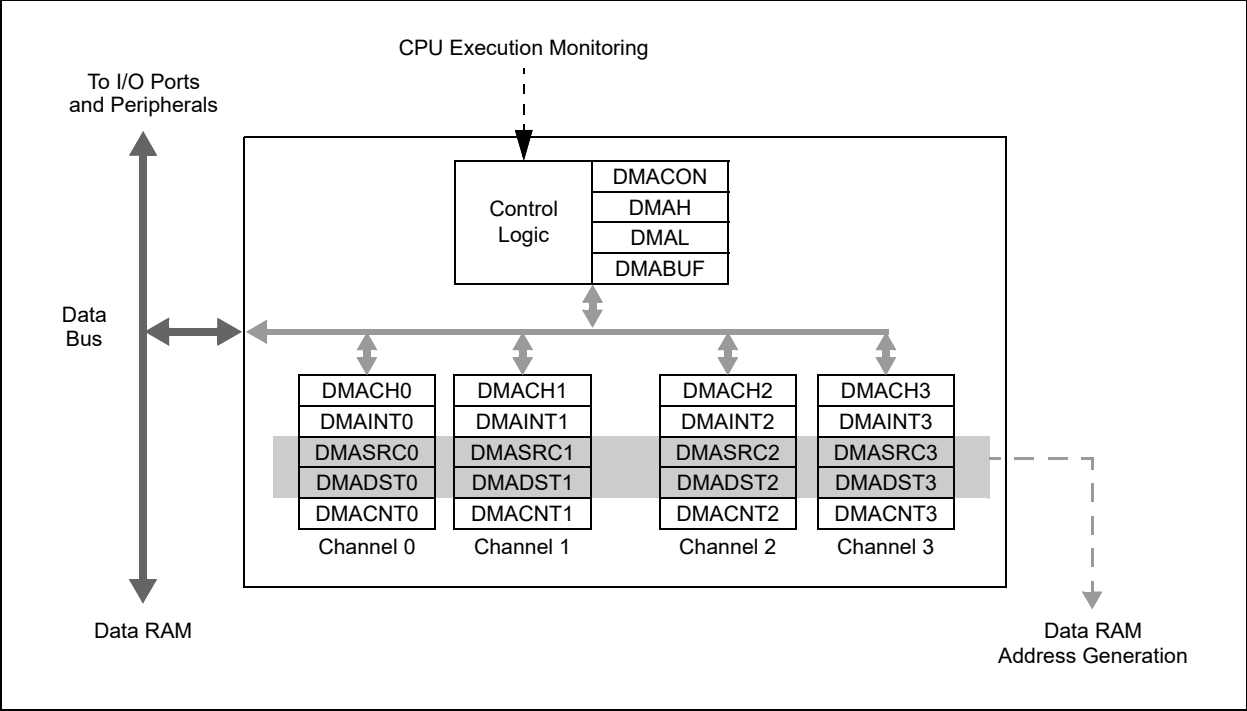 CPU Execution Monitoring
To I/O Ports
and Peripherals
Control
Logic
DMACON
DMAH
DMAL
DMABUF
Data
Bus
DMACH0
DMAINT0
DMASRC0
DMADST0
DMACNT0
Channel 0
DMACH1
DMAINT1
DMASRC1
DMADST1
DMACNT1
Channel 1
DMACH2
DMAINT2
DMASRC2
DMADST2
DMACNT2
Channel 2
DMACH3
DMAINT3
DMASRC3
DMADST3
DMACNT3
Channel 3
Data RAM
Data RAM
Address Generation